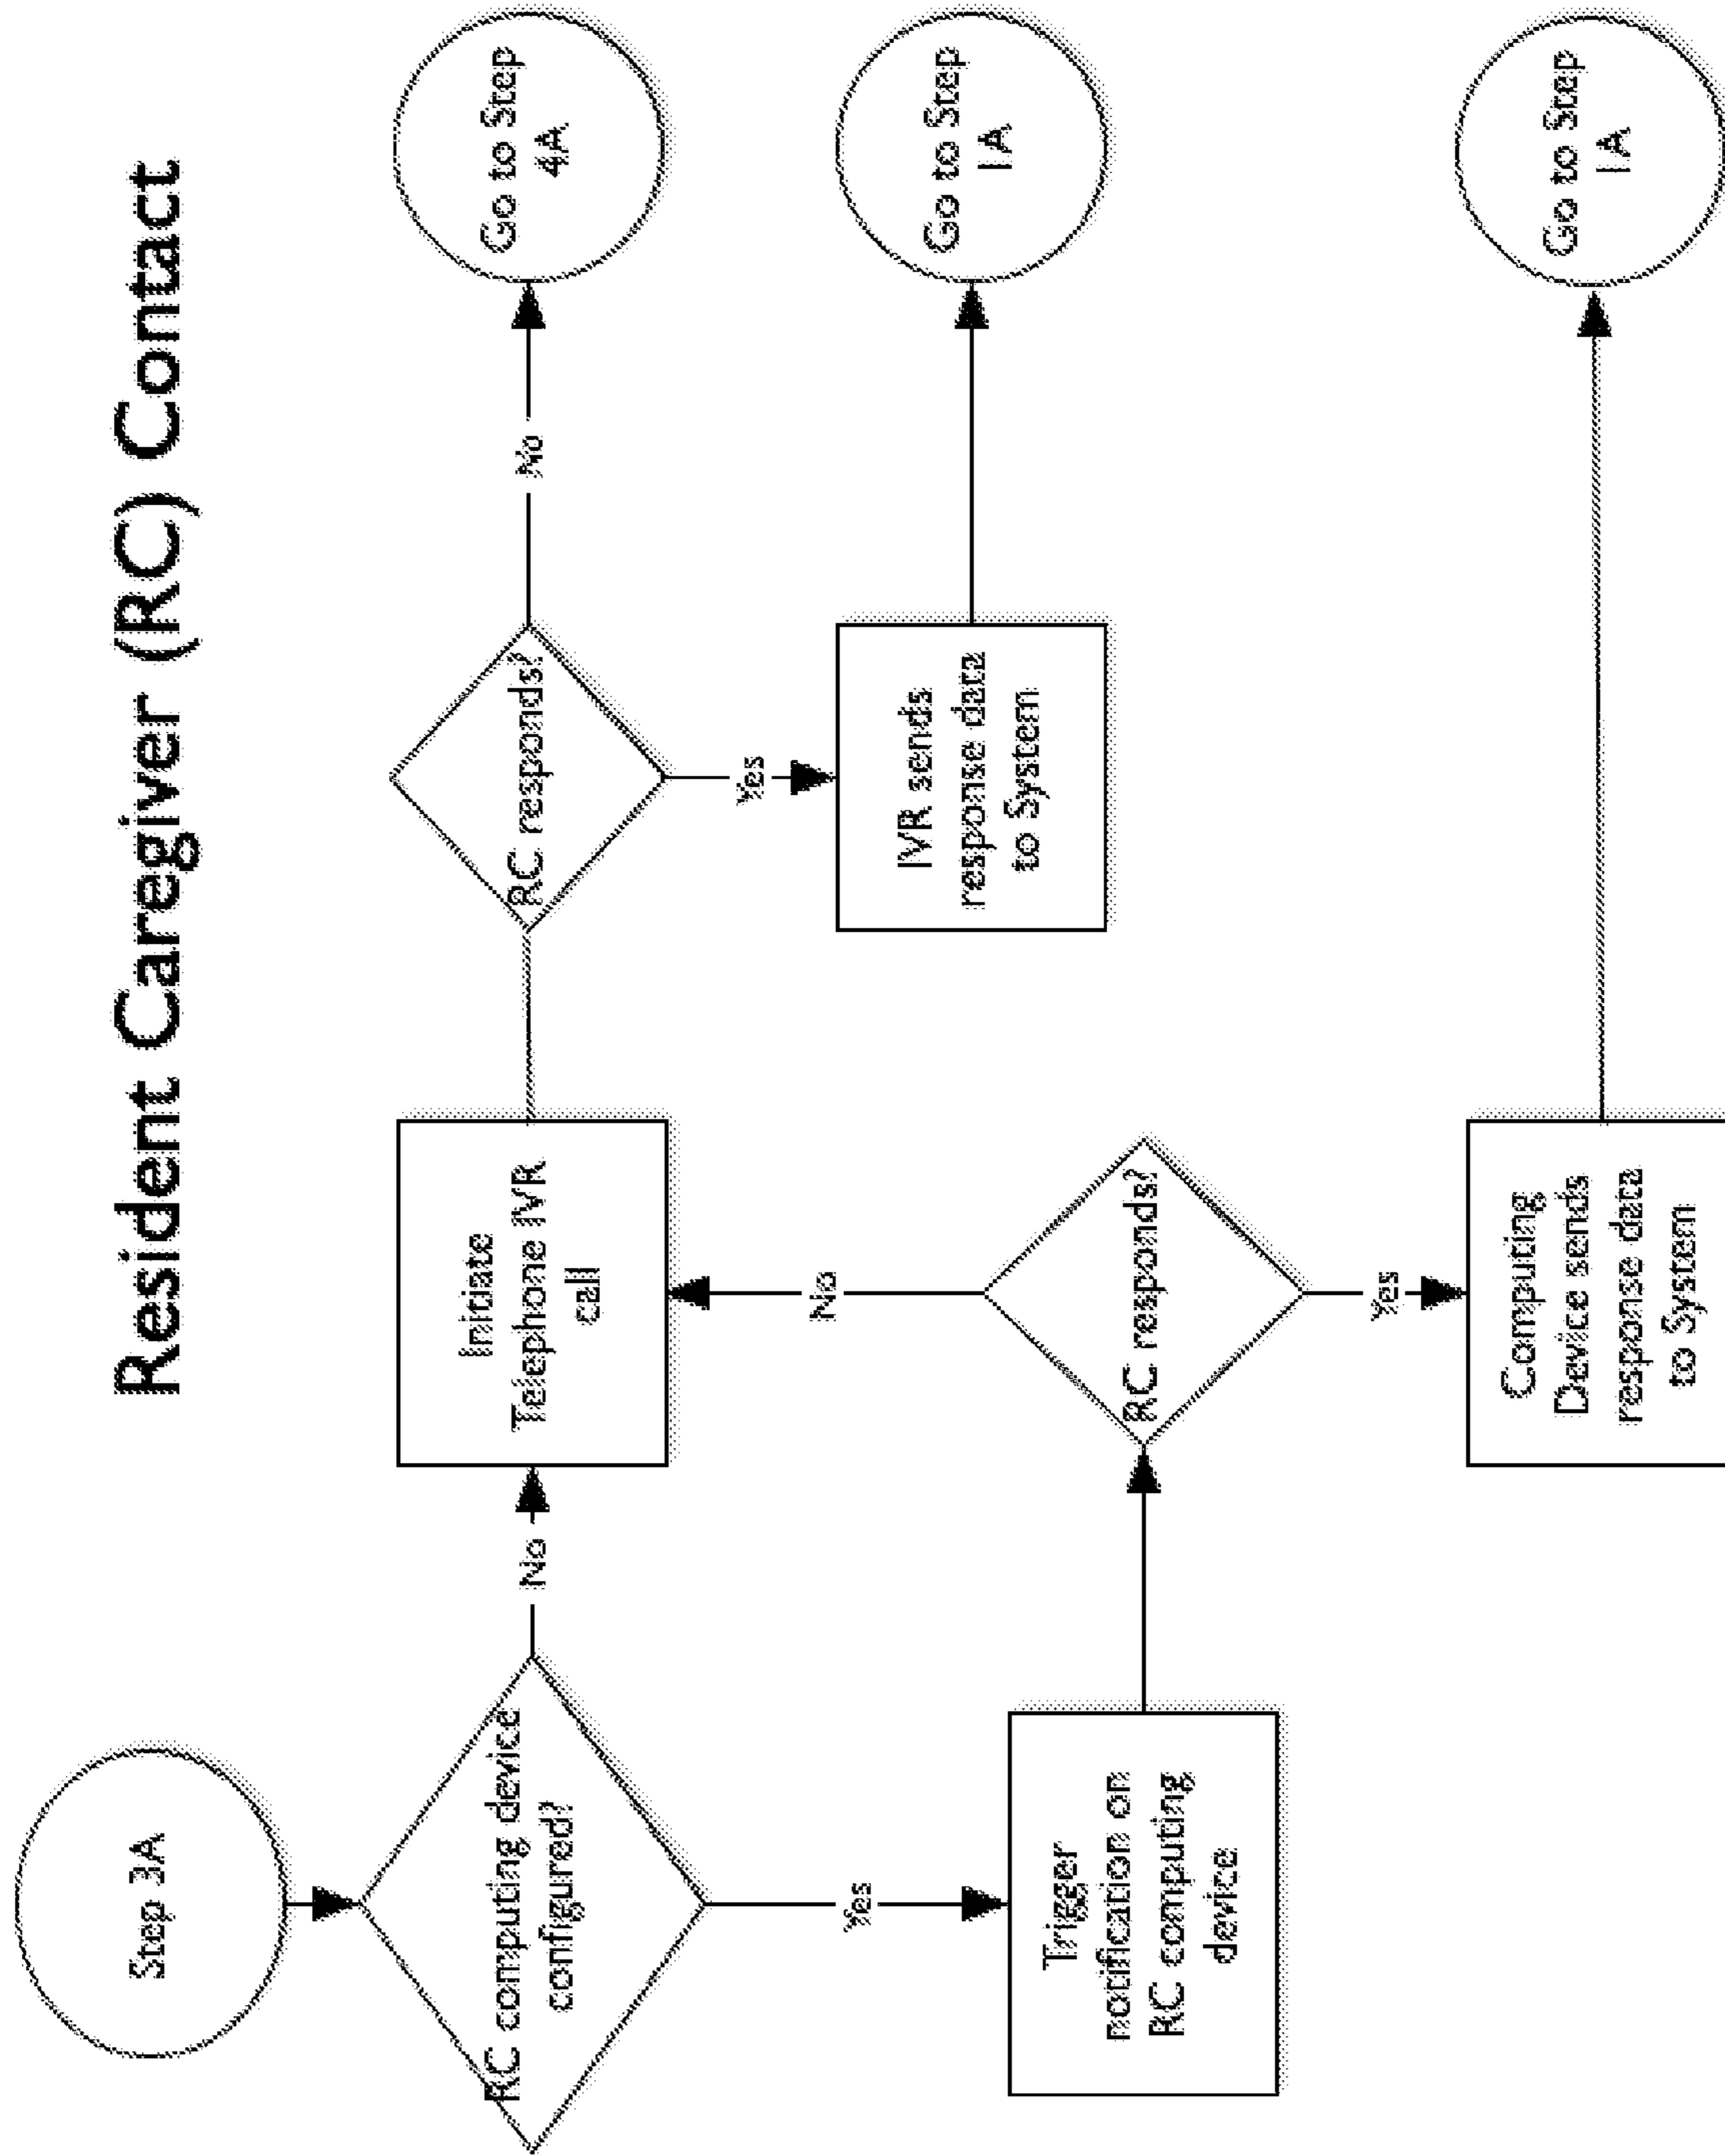 Resident Caregiver (RC) Contact
Step 3A
RC computing device
configured?
No
Initiate
Telephone IVR
call
RC responds?
No
Go to Step
4A
Yes
IVR sends
response data
to System
Go to Step
1A
Yes
Trigger
notification on
RC computing
device
RC responds?
No
Yes
Computing
Device sends
response data
to System
Go to Step
1A